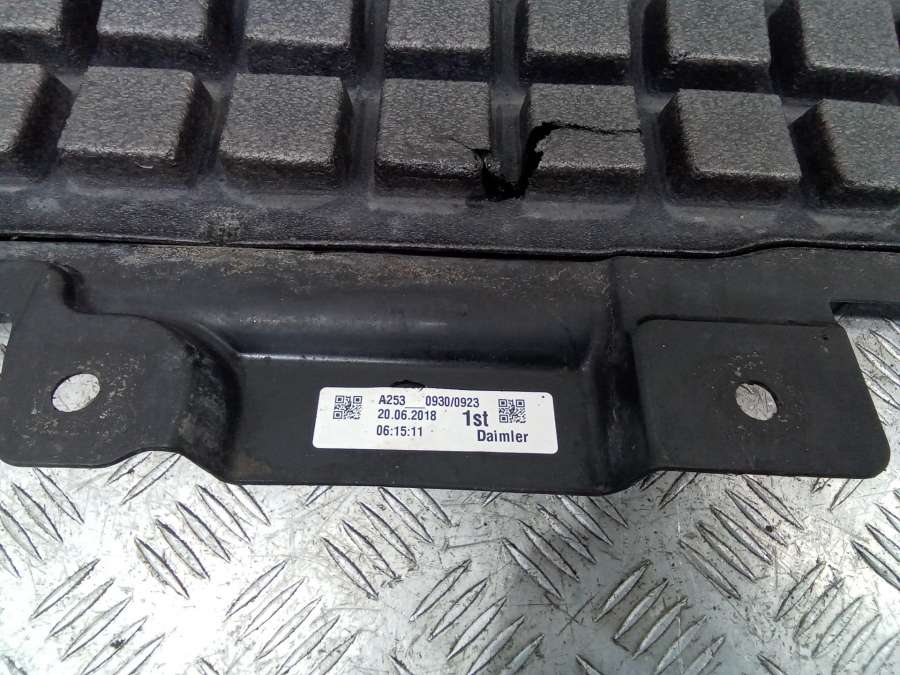 A253 0930/0923
20.06.2018 1st
06:15:11 Daimler